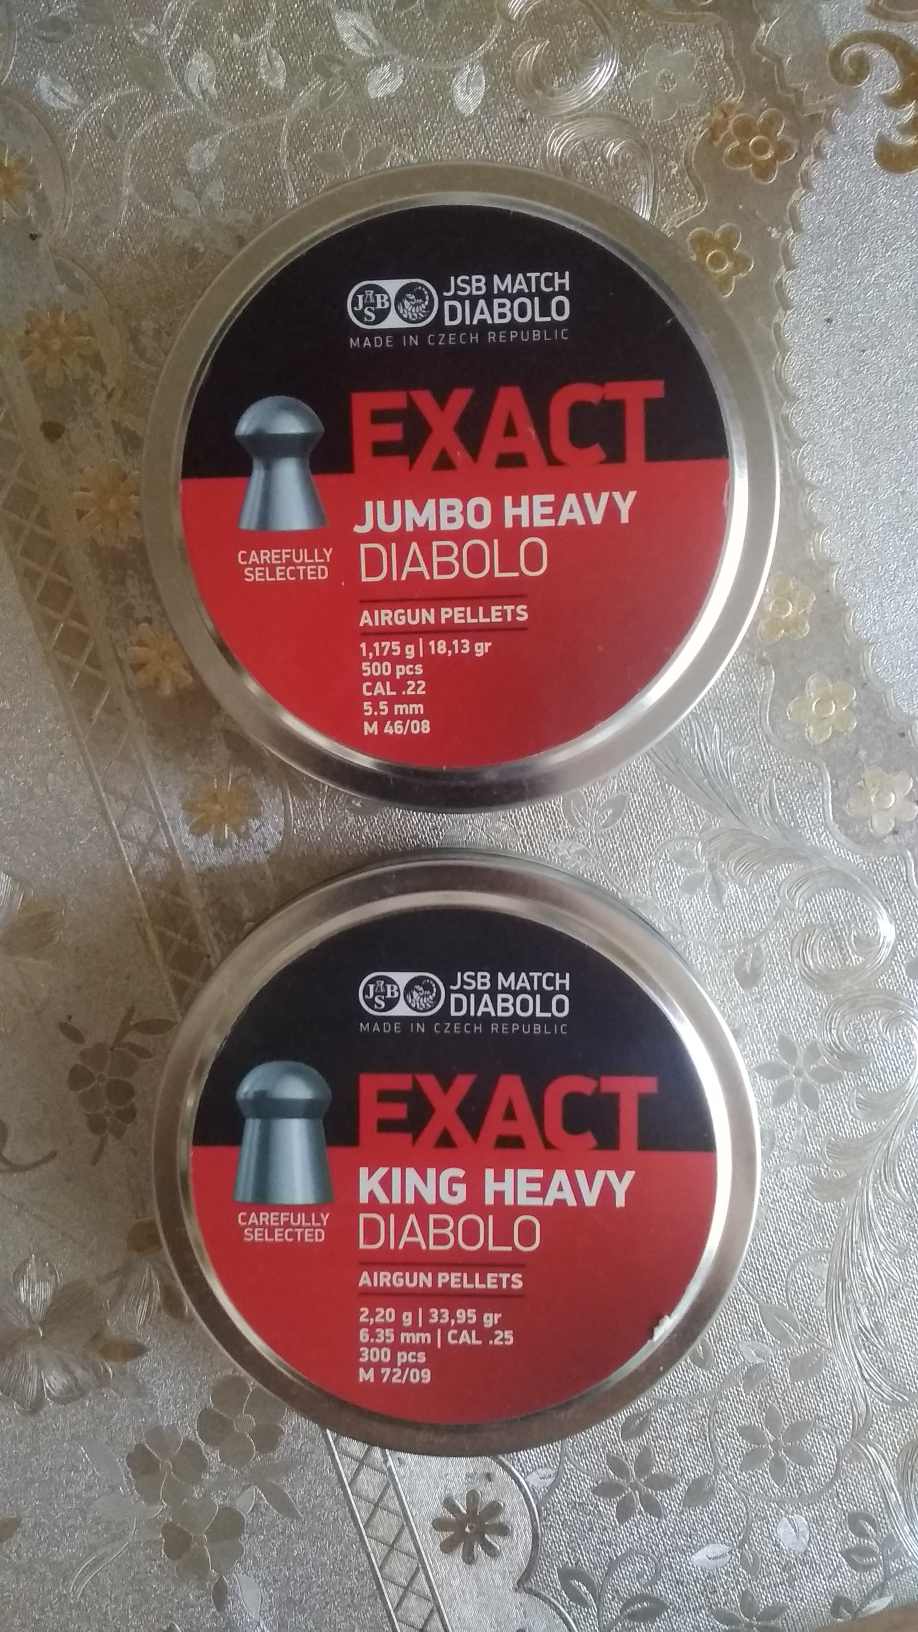 JSB
JSB MATCH
DIABOLO
MADE IN CZECH REPUBLIC
EXACT
JUMBO HEAVY
DIABOLO
CAREFULLY
SELECTED
AIRGUN PELLETS
1,175 g | 18,13 gr
500 pcs
CAL .22
5.5 mm
M 46/08
JSB
JSB MATCH
DIABOLO
MADE IN CZECH REPUBLIC
EXACT
KING HEAVY
DIABOLO
CAREFULLY
SELECTED
AIRGUN PELLETS
2,20 g | 33,95 gr
6.35 mm | CAL .25
300 pcs
M 72/09